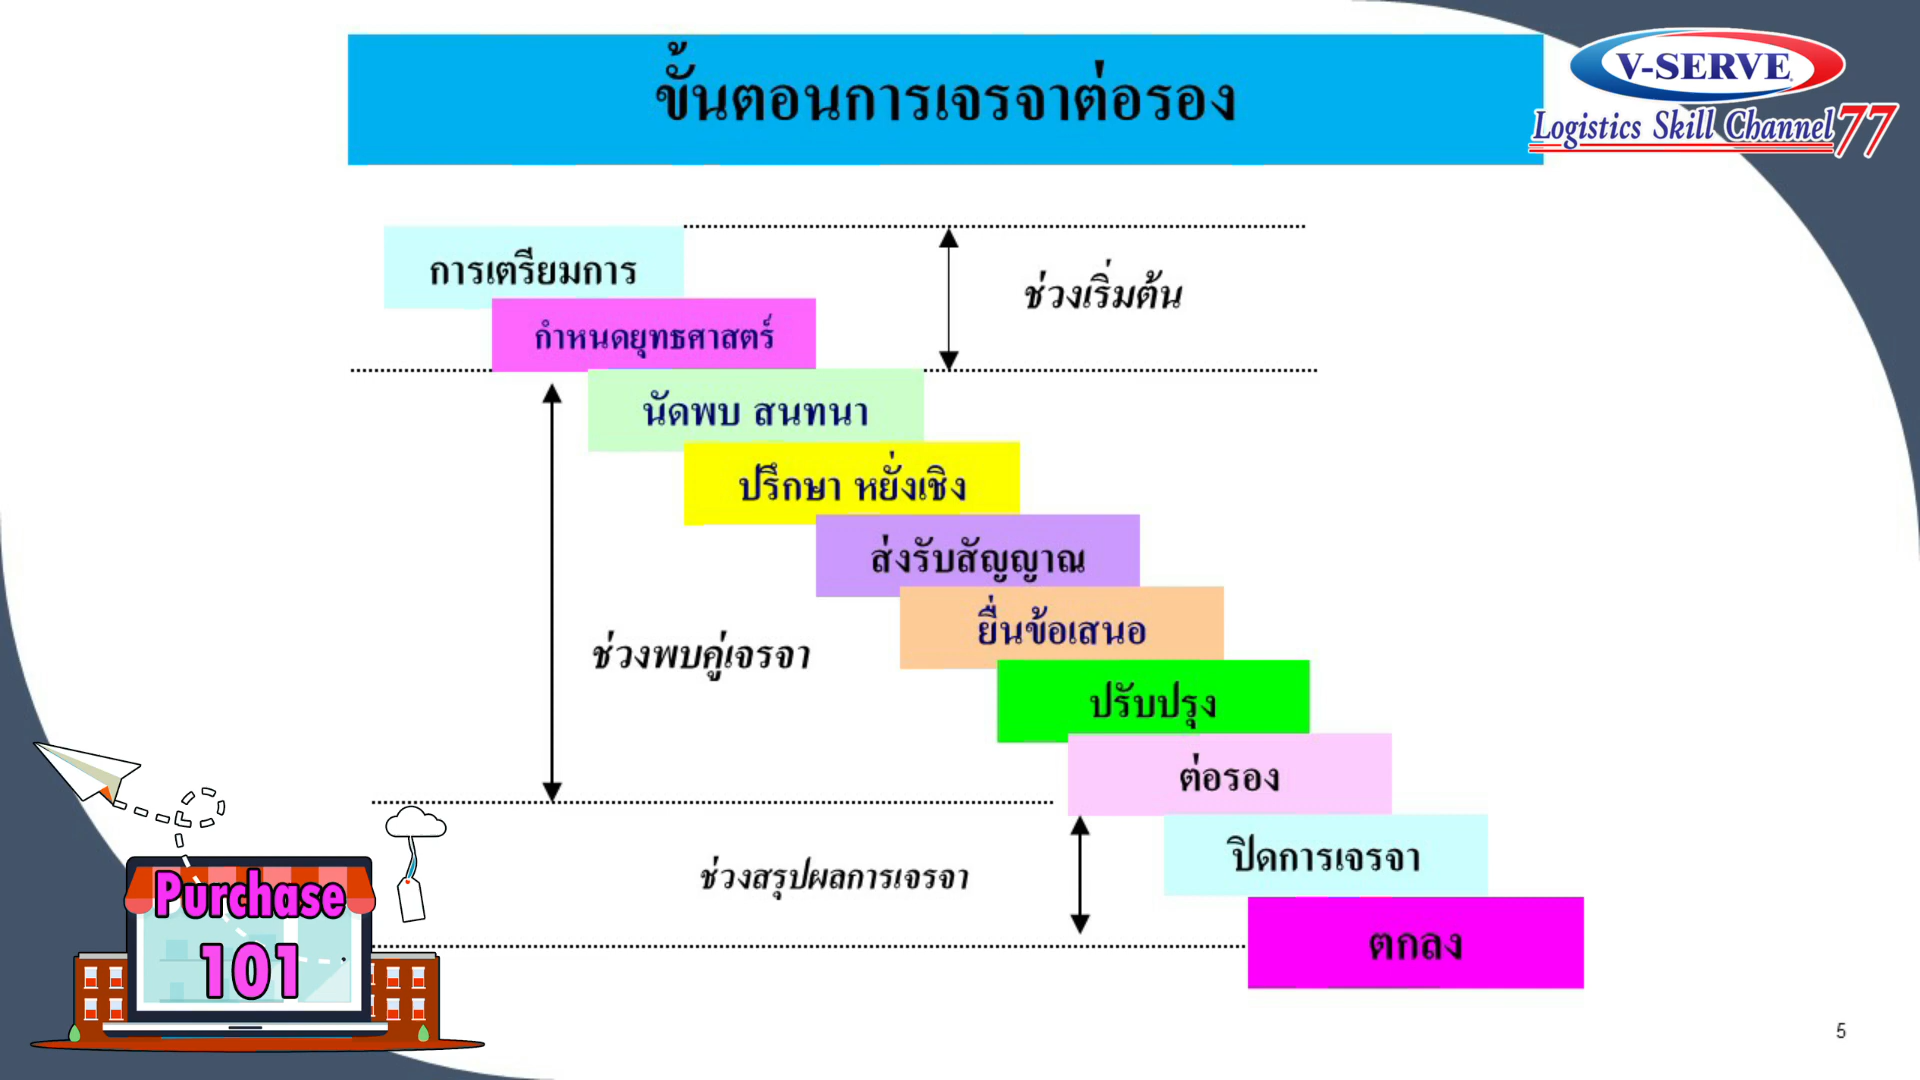 ขั้นตอนการเจรจาต่อรอง
V-SERVE
Logistics Skill Channel 77
การเตรียมการ
ช่วงเริ่มต้น
กำหนดยุทธศาสตร์
นัดพบ สนทนา
ปรึกษา หยั่งเชิง
ส่งรับสัญญาณ
ยื่นข้อเสนอ
ช่วงพบคู่เจรจา
ปรับปรุง
ต่อรอง
ปิดการเจรจา
ช่วงสรุปผลการเจรจา
ตกลง
Purchase
101
5